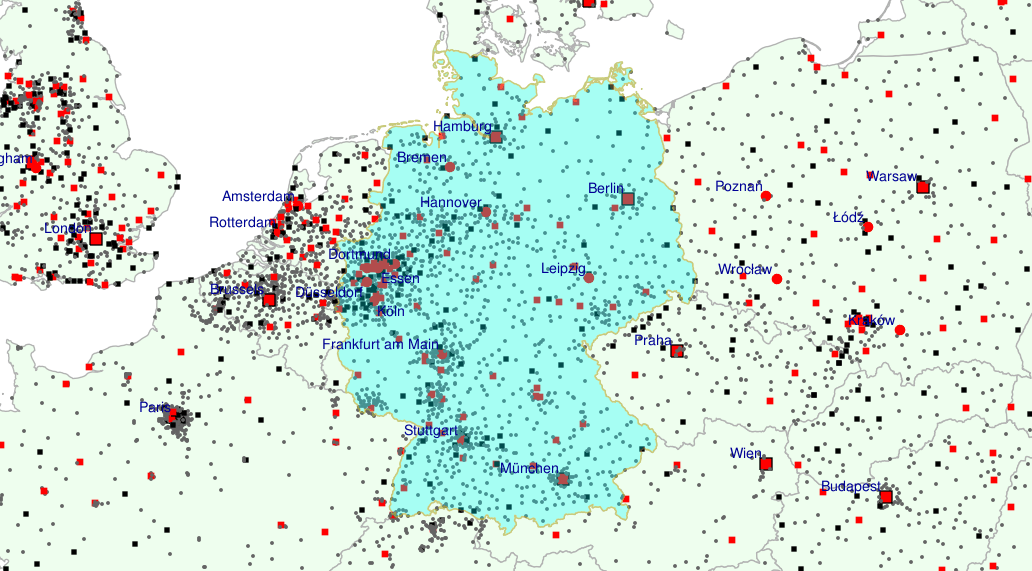 Hamburg
Bremen
gham
Warsaw
Berlin
Poznań
Amsterdam
Hannover
Rotterdam
Łódź
London
Dortmund
Leipzig
Wrocław
Essen
Brussels
Düsseldorf
Köln
Kraków
Praha
Frankfurt am Main
Paris
Stuttgart
Wien
München
Budapest